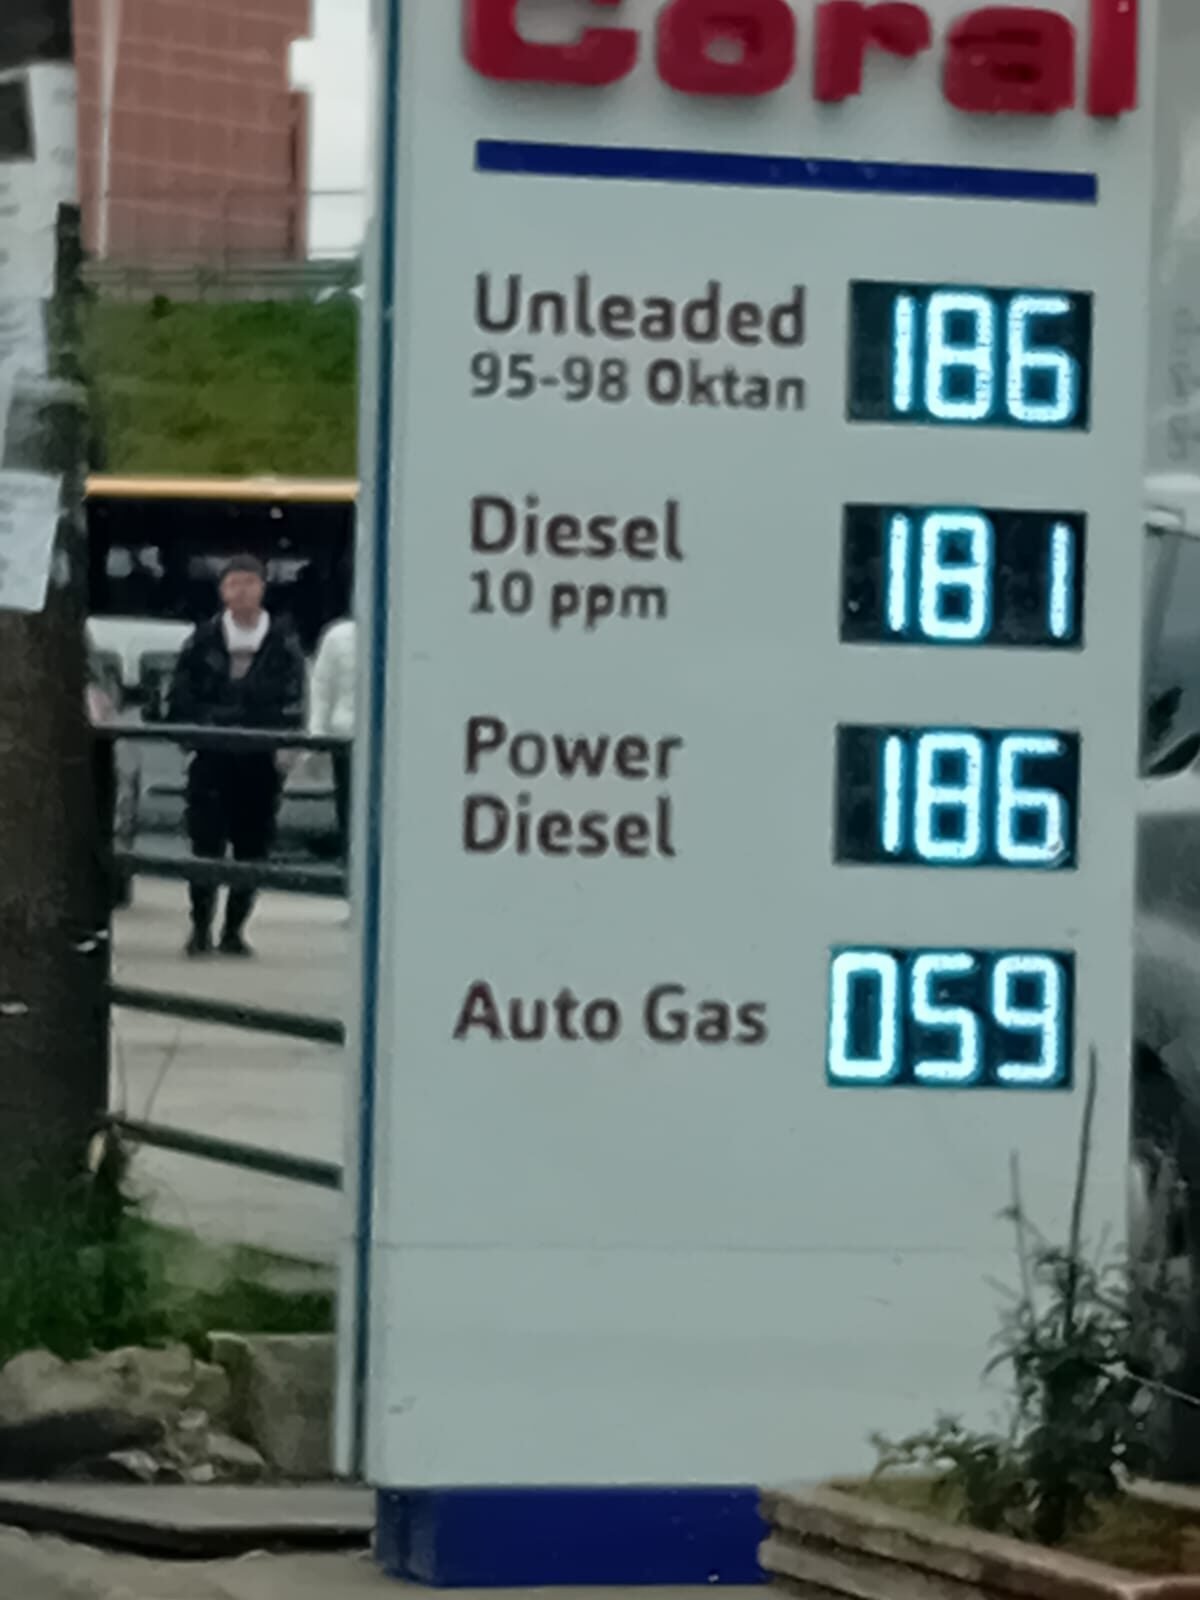 Coral
Unleaded 186
95-98 Oktan
Diesel 181
10 ppm
Power 186
Diesel
Auto Gas 059